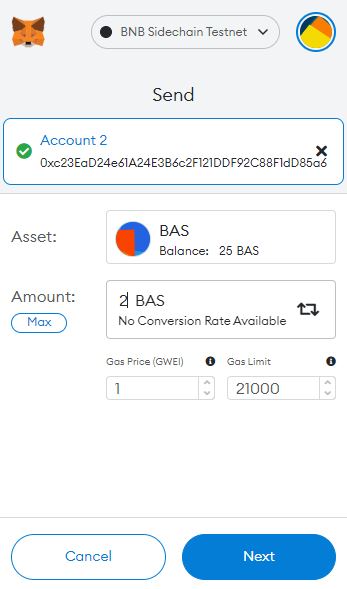 BNB Sidechain Testnet
Send
Account 2
0xc23EaD24e61A24E3B6c2F121DDF92C88F1dD85a6
Asset:
BAS
Balance: 25 BAS
Amount:
Max
2 BAS
No Conversion Rate Available
Gas Price (GWEI)
Gas Limit
1
21000
Cancel
Next